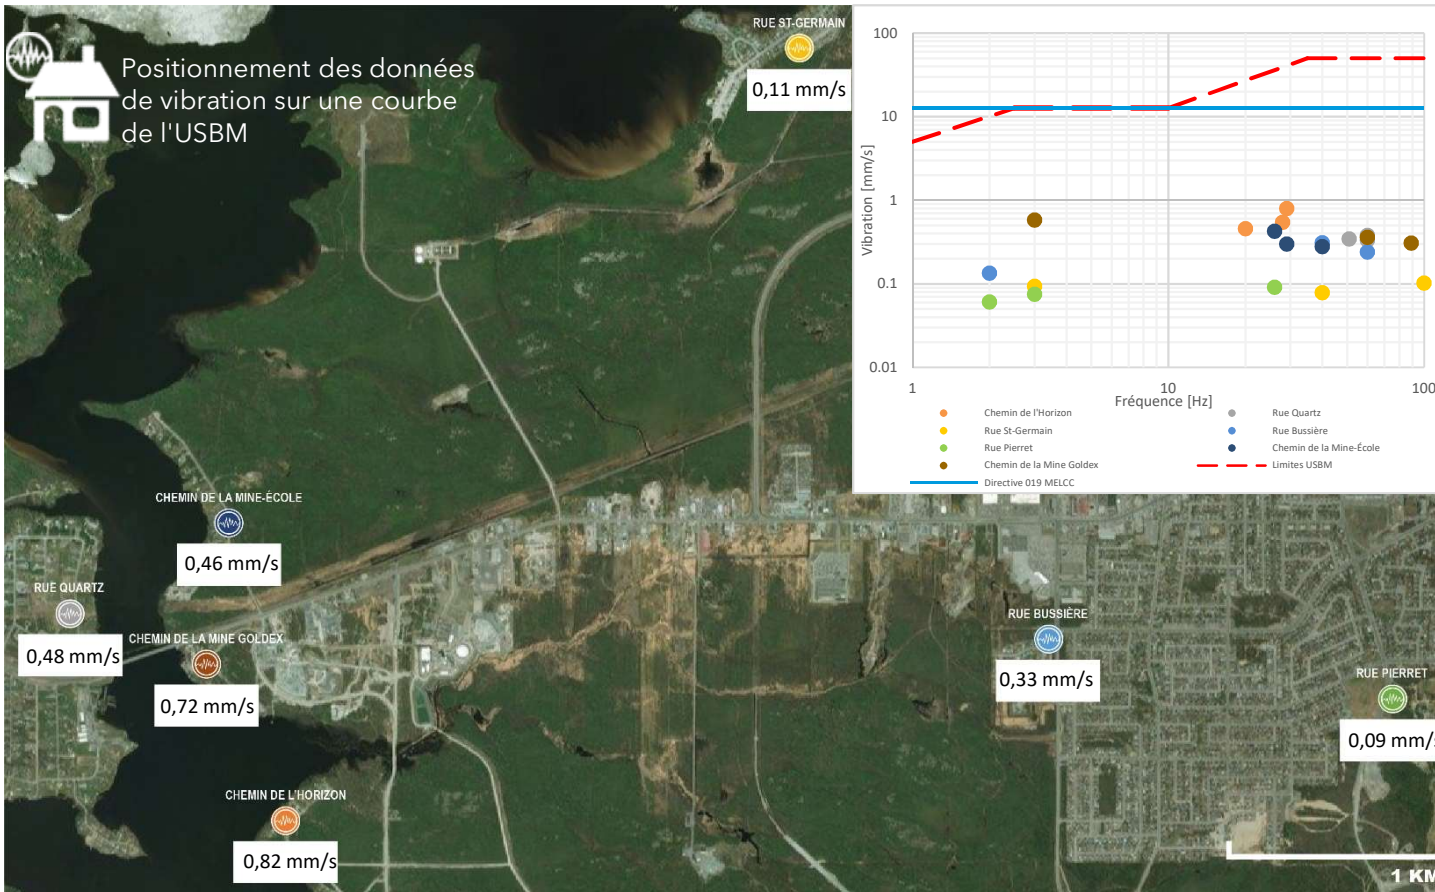 Positionnement des données
de vibration sur une courbe
de l'USBM
RUE ST-GERMAIN
0,11 mm/s
CHEMIN DE LA MINE-ÉCOLE
0,46 mm/s
RUE QUARTZ
0,48 mm/s
CHEMIN DE LA MINE GOLDEX
0,72 mm/s
CHEMIN DE L'HORIZON
0,82 mm/s
RUE BUSSIÈRE
0,33 mm/s
RUE PIERRET
0,09 mm/s
1 KM
Vibration [mm/s]
100
10
1
0.1
0.01
1
10
100
Fréquence [Hz]
Chemin de l'Horizon
Rue Quartz
Rue St-Germain
Rue Bussière
Rue Pierret
Chemin de la Mine-École
Chemin de la Mine Goldex
Limites USBM
Directive 019 MELCC